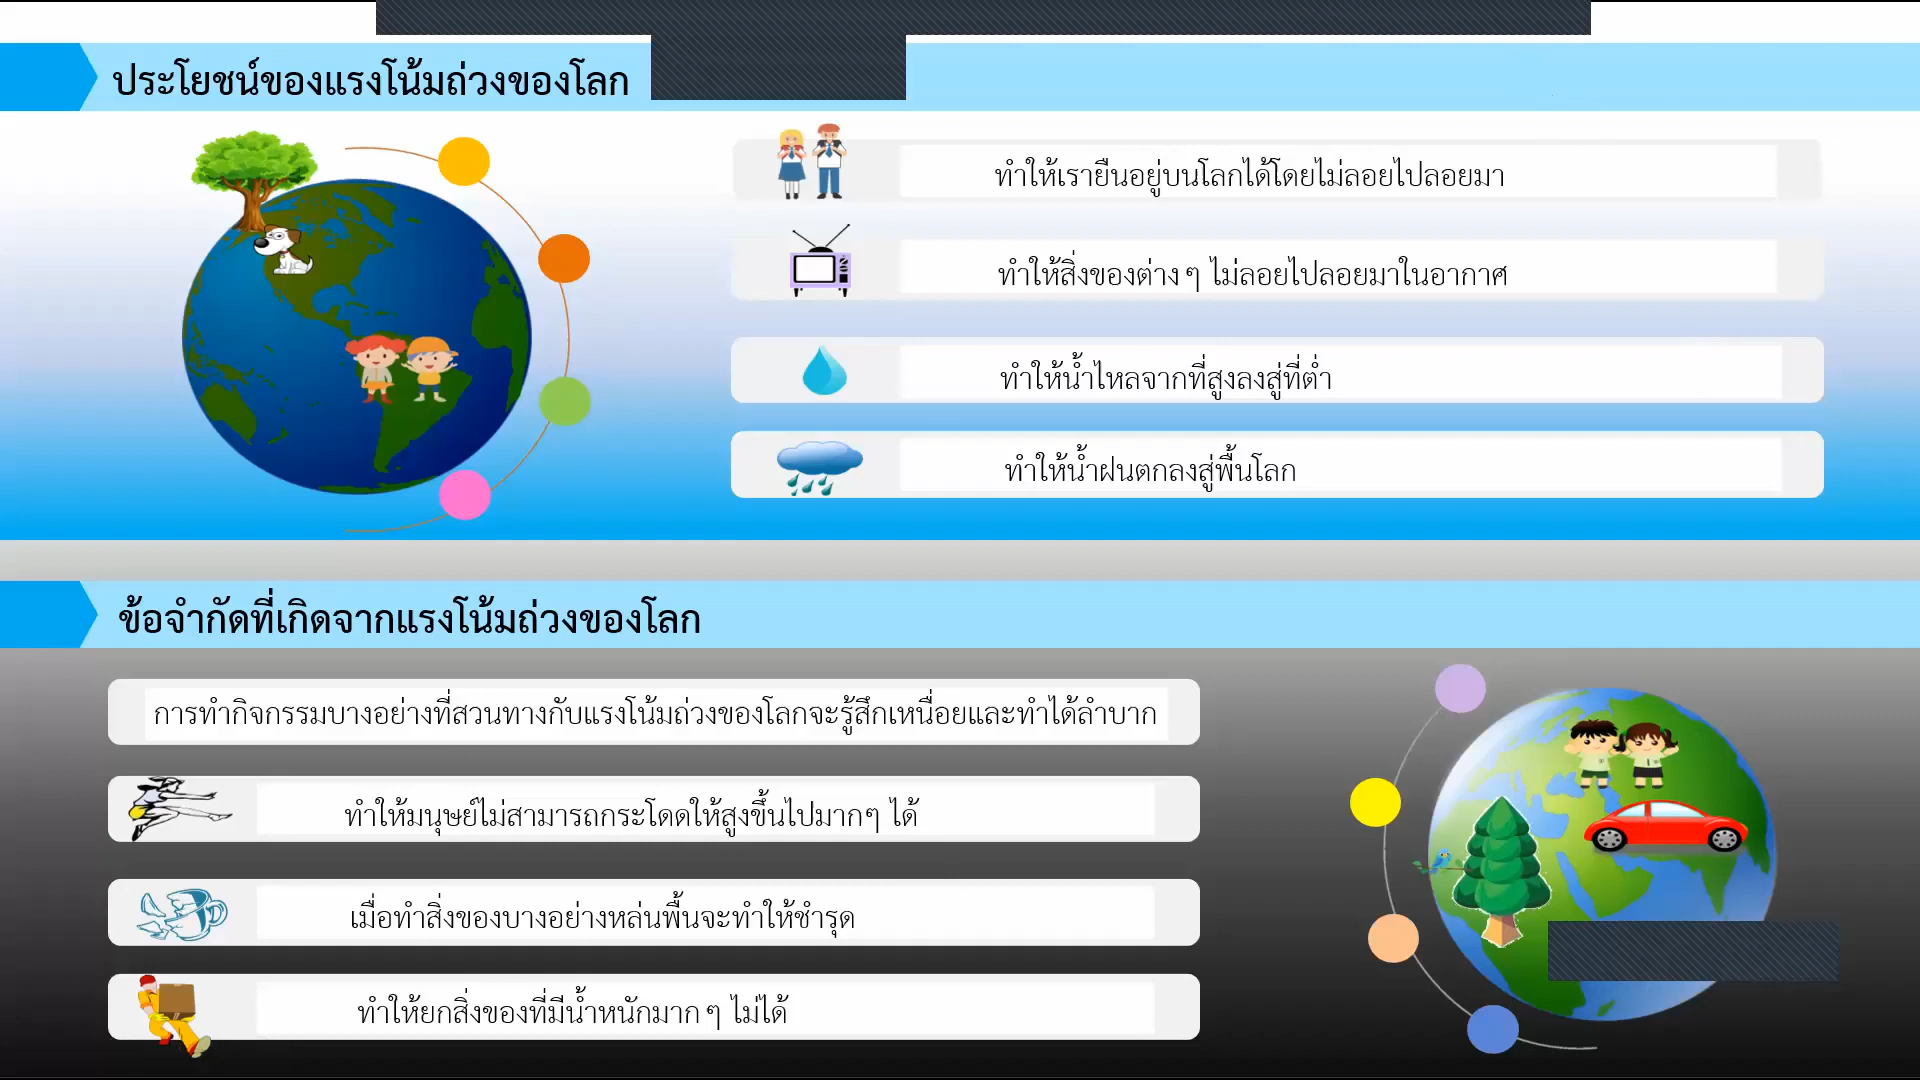 ประโยชน์ของแรงโน้มถ่วงของโลก
ทำให้เรายืนอยู่บนโลกได้โดยไม่ลอยไปลอยมา
ทำให้สิ่งของต่าง ๆ ไม่ลอยไปลอยมาในอากาศ
ทำให้น้ำไหลจากที่สูงลงสู่ที่ต่ำ
ทำให้น้ำฝนตกลงสู่พื้นโลก
ข้อจำกัดที่เกิดจากแรงโน้มถ่วงของโลก
การทำกิจกรรมบางอย่างที่สวนทางกับแรงโน้มถ่วงของโลกจะรู้สึกเหนื่อยและทำได้ลำบาก
ทำให้มนุษย์ไม่สามารถกระโดดให้สูงขึ้นไปมากๆ ได้
เมื่อทำสิ่งของบางอย่างหล่นพื้นจะทำให้ชำรุด
ทำให้ยกสิ่งของที่มีน้ำหนักมาก ๆ ไม่ได้